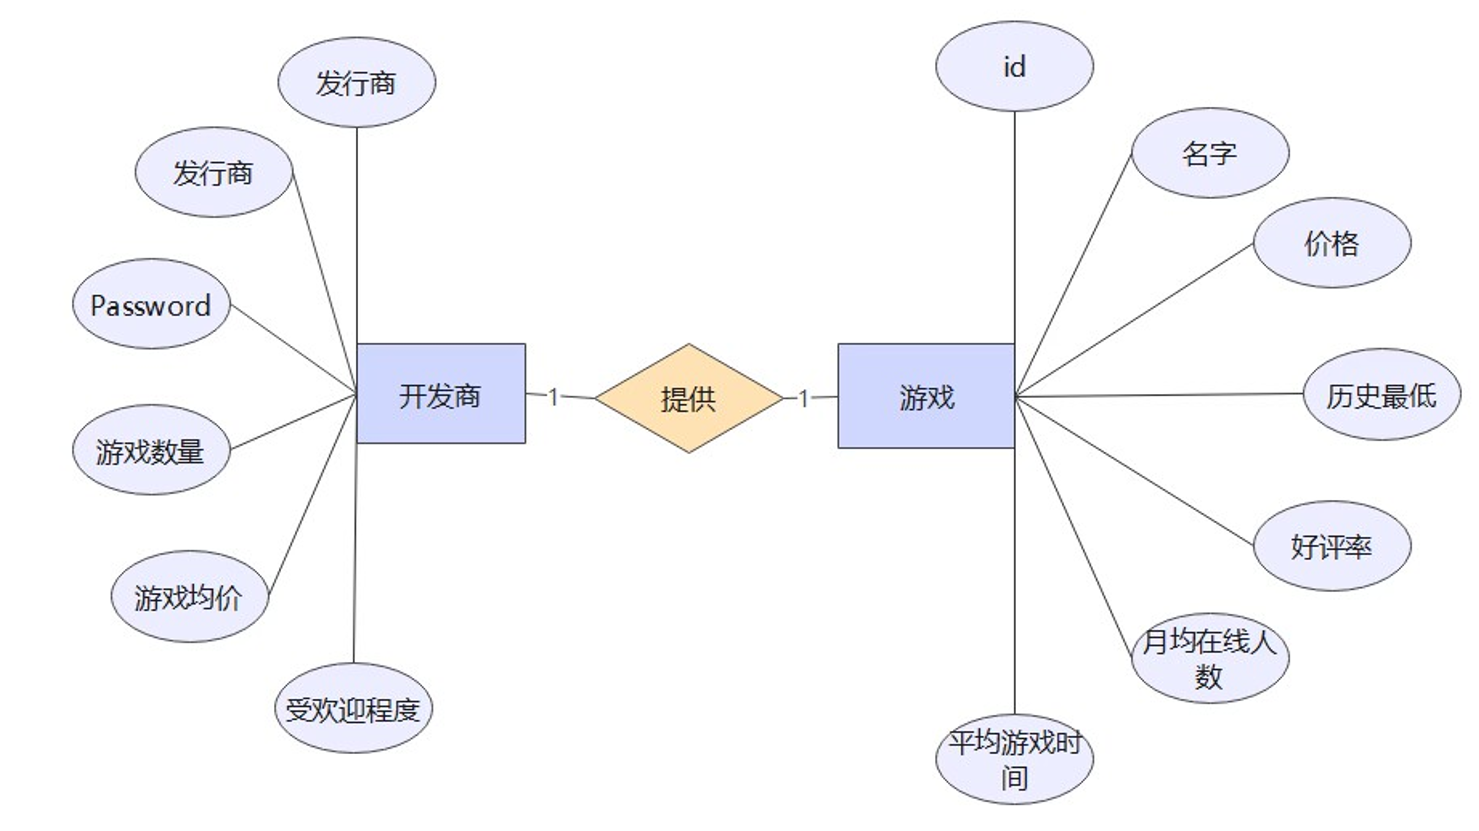 发行商
发行商
Password
游戏数量
游戏均价
受欢迎程度
开发商
1
提供
1
游戏
id
名字
价格
历史最低
好评率
月均在线人
数
平均游戏时
间